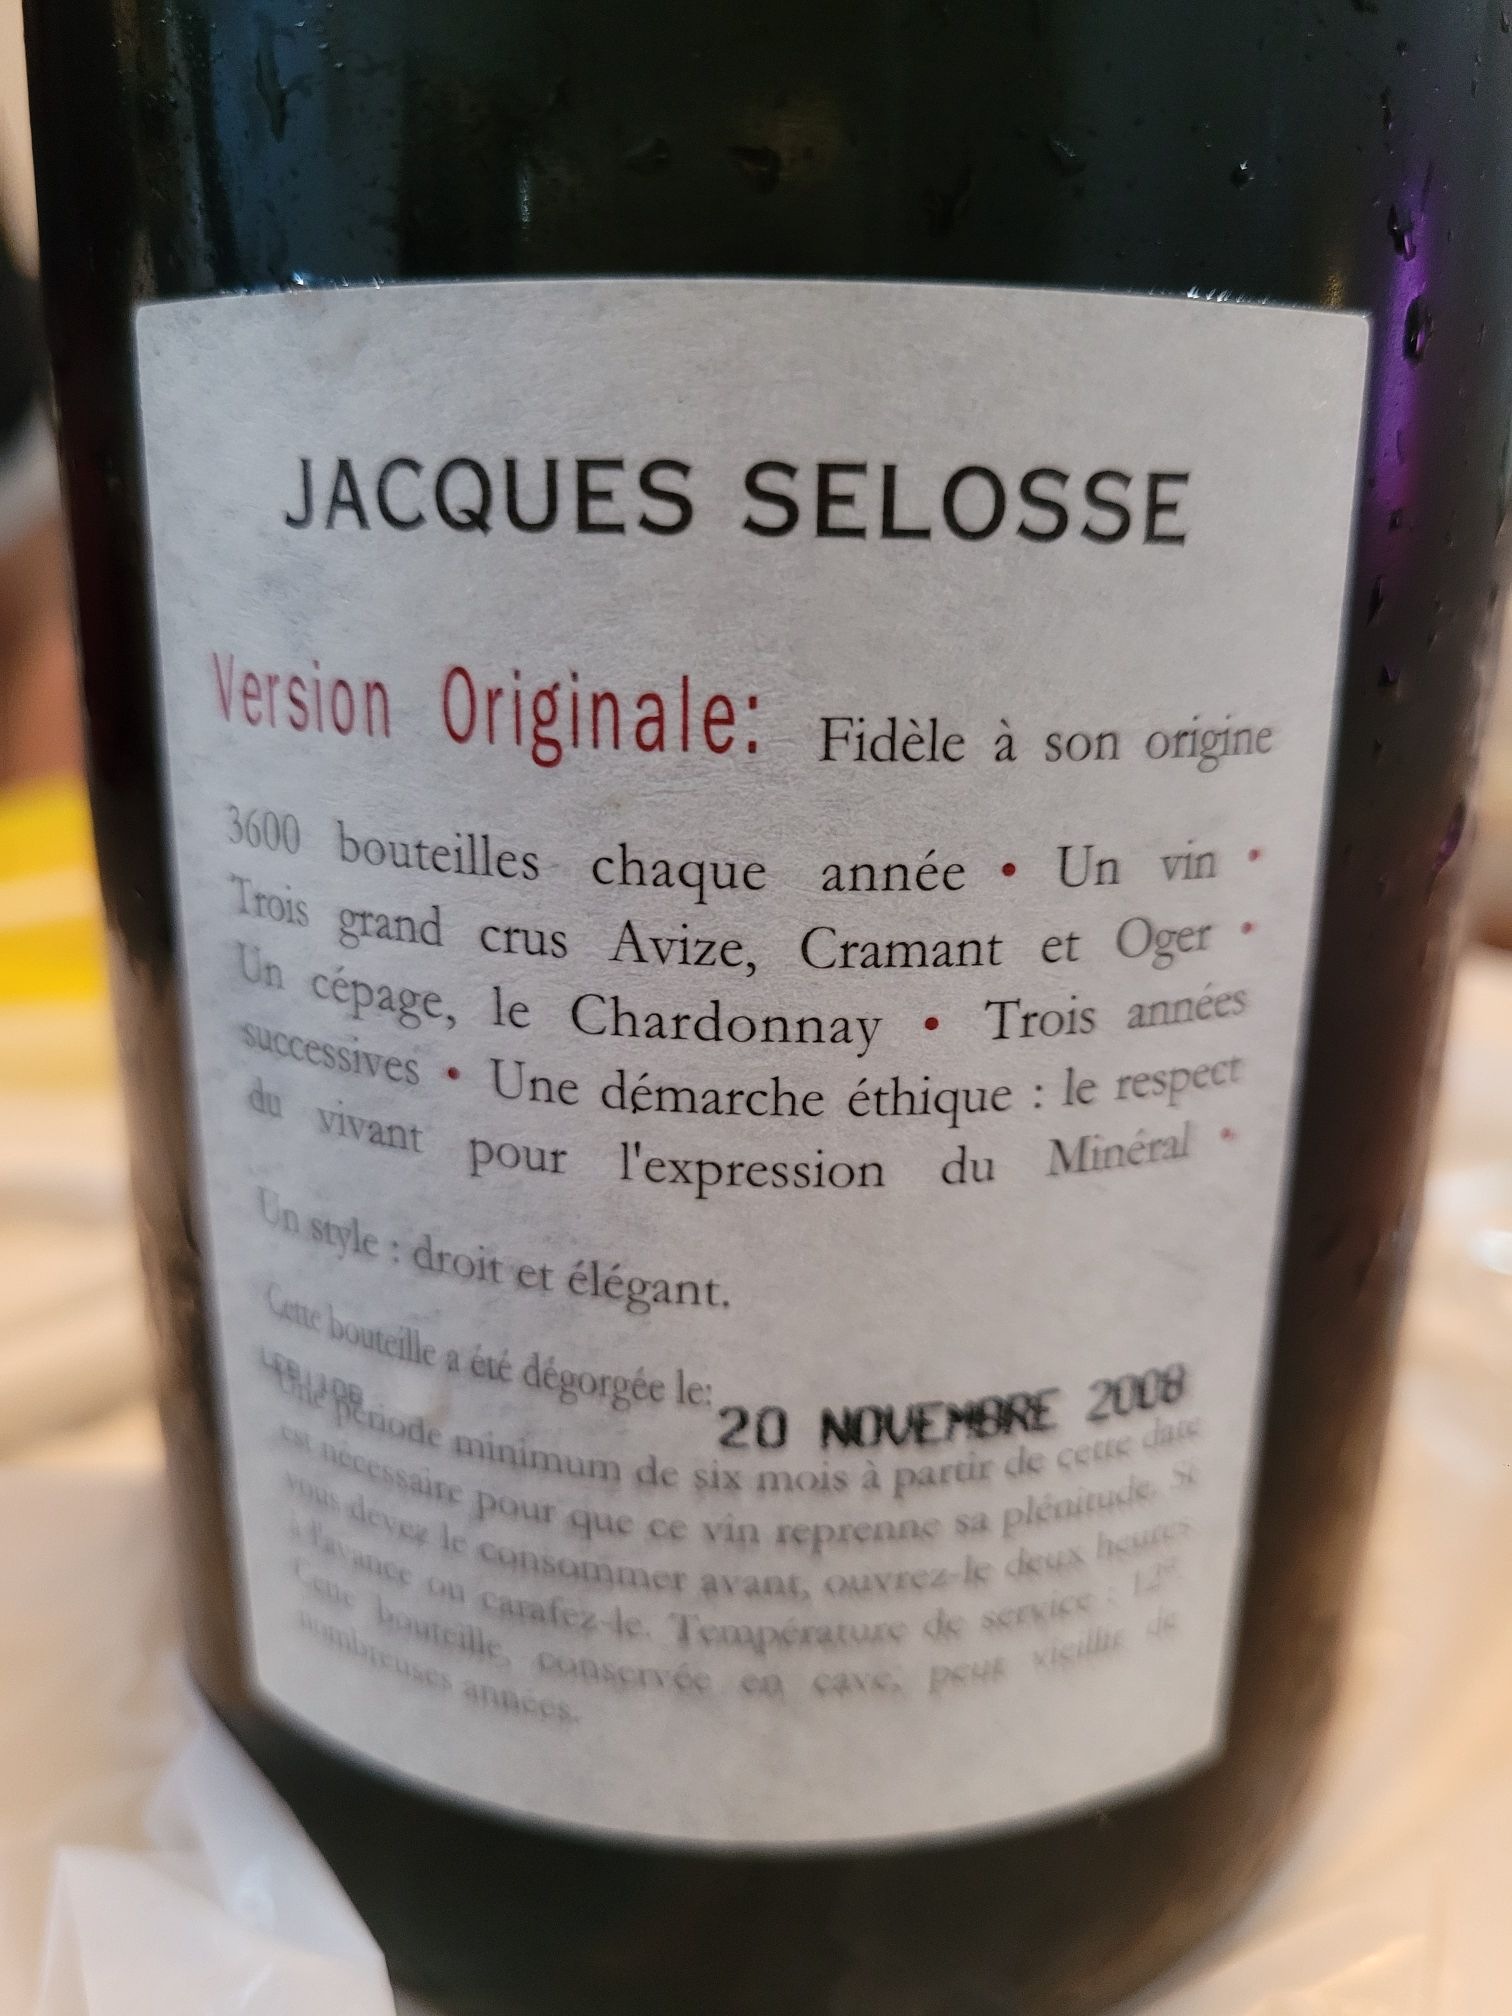 JACQUES SELOSSE
Version Originale: Fidèle à son origine
3600 bouteilles chaque année • Un vin •
Trois grand crus Avize, Cramant et Oger •
Un cépage, le Chardonnay • Trois années
successives • Une démarche éthique : le respect
du vivant pour l'expression du Minéral •
Un style : droit et élégant.
Cette bouteille a été dégorgée le:
20 NOVEMBRE 2008
Une période minimum de six mois à partir de cette date
est nécessaire pour que ce vin reprenne sa plénitude. Si
vous devez le consommer avant, ouvrez-le deux heures
à l'avance ou carafez-le. Température de service : 12°.
Cette bouteille, conservée en cave, peut vieillir de
nombreuses années.